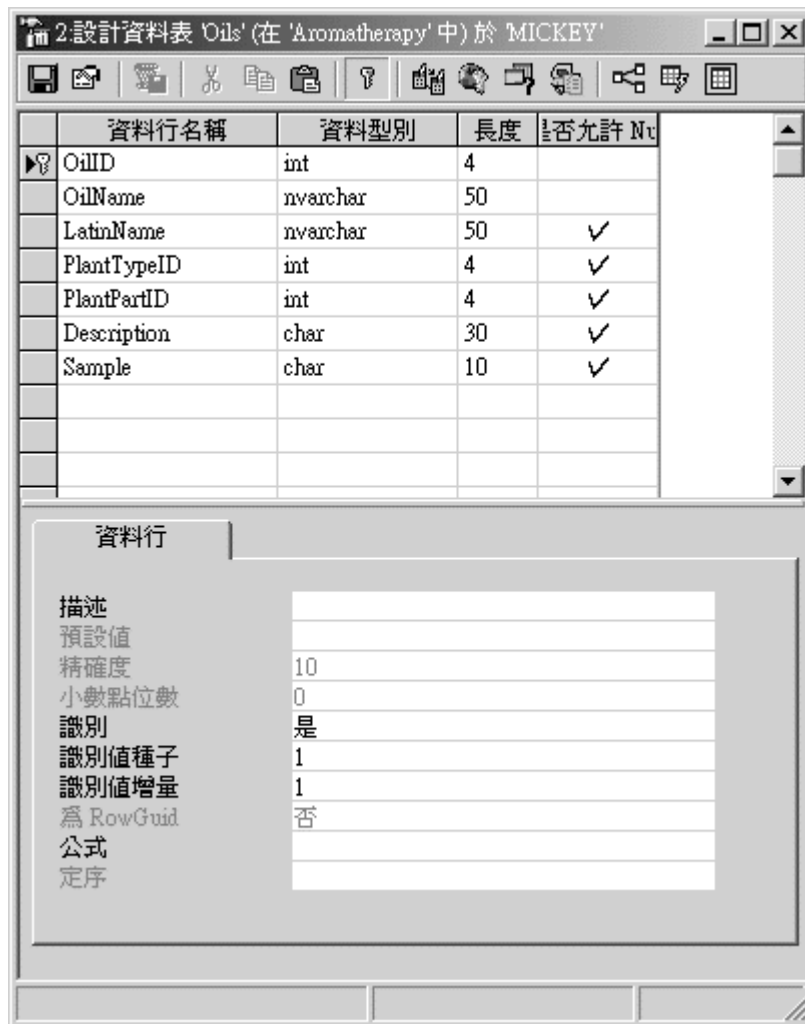 2:設計資料表 'Oils' (在 'Aromatherapy' 中) 於 'MICKEY'
資料行名稱 資料型別 長度 是否允許 Nu
OilID int 4
OilName nvarchar 50
LatinName nvarchar 50
PlantTypeID int 4
PlantPartID int 4
Description char 30
Sample char 10
資料行
描述
預設值
精確度 10
小數點位數 0
識別 是
識別值種子 1
識別值增量 1
為 RowGuid 否
公式
定序